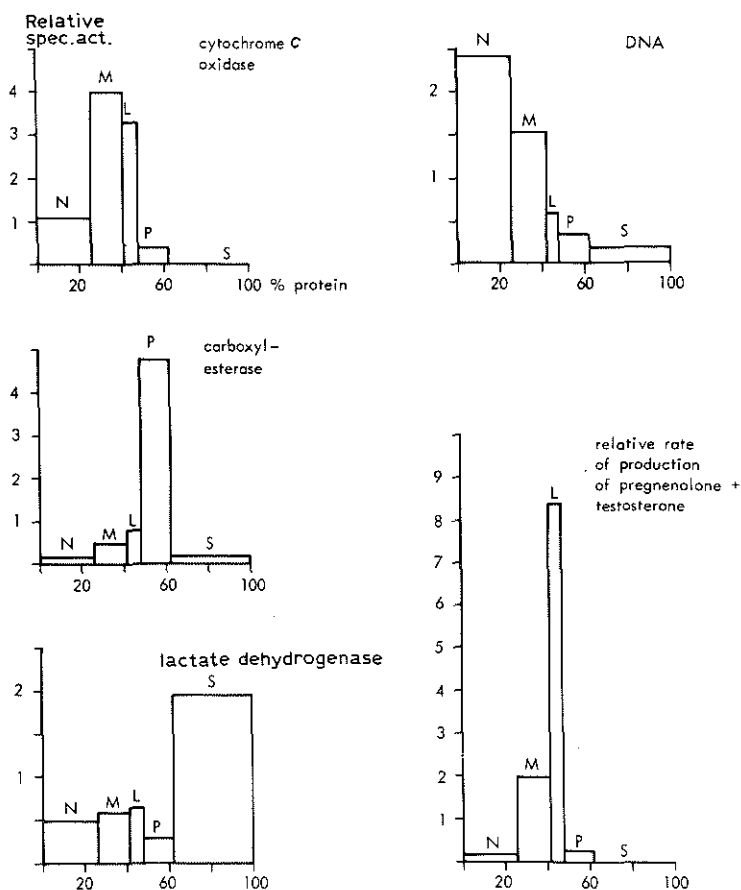 Relative
spec.act.
cytochrome C
oxidase
4
3
2
1
N
M
L
P
S
20
60
100 % protein
DNA
2
1
N
M
L
P
S
20
60
100
carboxyl-
esterase
4
3
2
1
N
M
L
P
S
20
60
100
lactate dehydrogenase
2
1
N
M
L
P
S
20
60
100
relative rate
of production
of pregnenolone +
testosterone
9
8
7
6
5
4
3
2
1
N
M
L
P
S
20
60
100